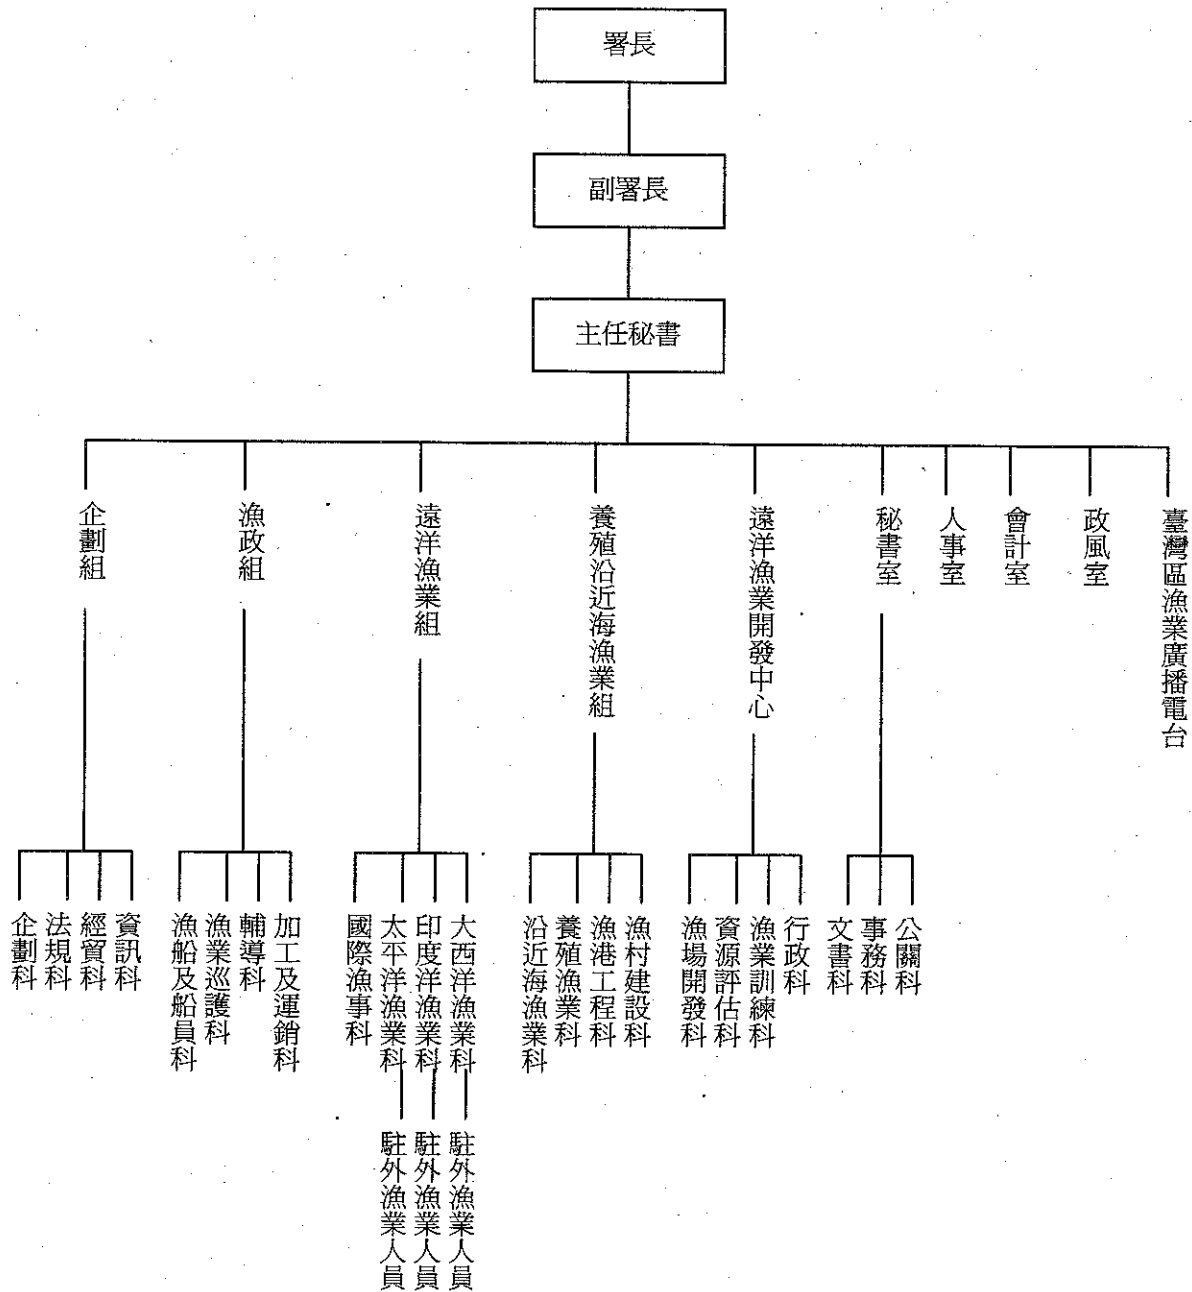 署長
副署長
主任秘書
企劃組
漁政組
遠洋漁業組
養殖沿近海漁業組
遠洋漁業開發中心
秘書室
人事室
會計室
政風室
臺灣區漁業廣播電台
企劃科
法規科
經貿科
資訊科
漁船及船員科
漁業巡護科
輔導科
加工及運銷科
國際漁事科
太平洋漁業科
印度洋漁業科
大西洋漁業科
沿近海漁業科
養殖漁業科
漁港工程科
漁村建設科
漁場開發科
資源評估科
漁業訓練科
行政科
文書科
事務科
公關科
駐外漁業人員
駐外漁業人員
駐外漁業人員